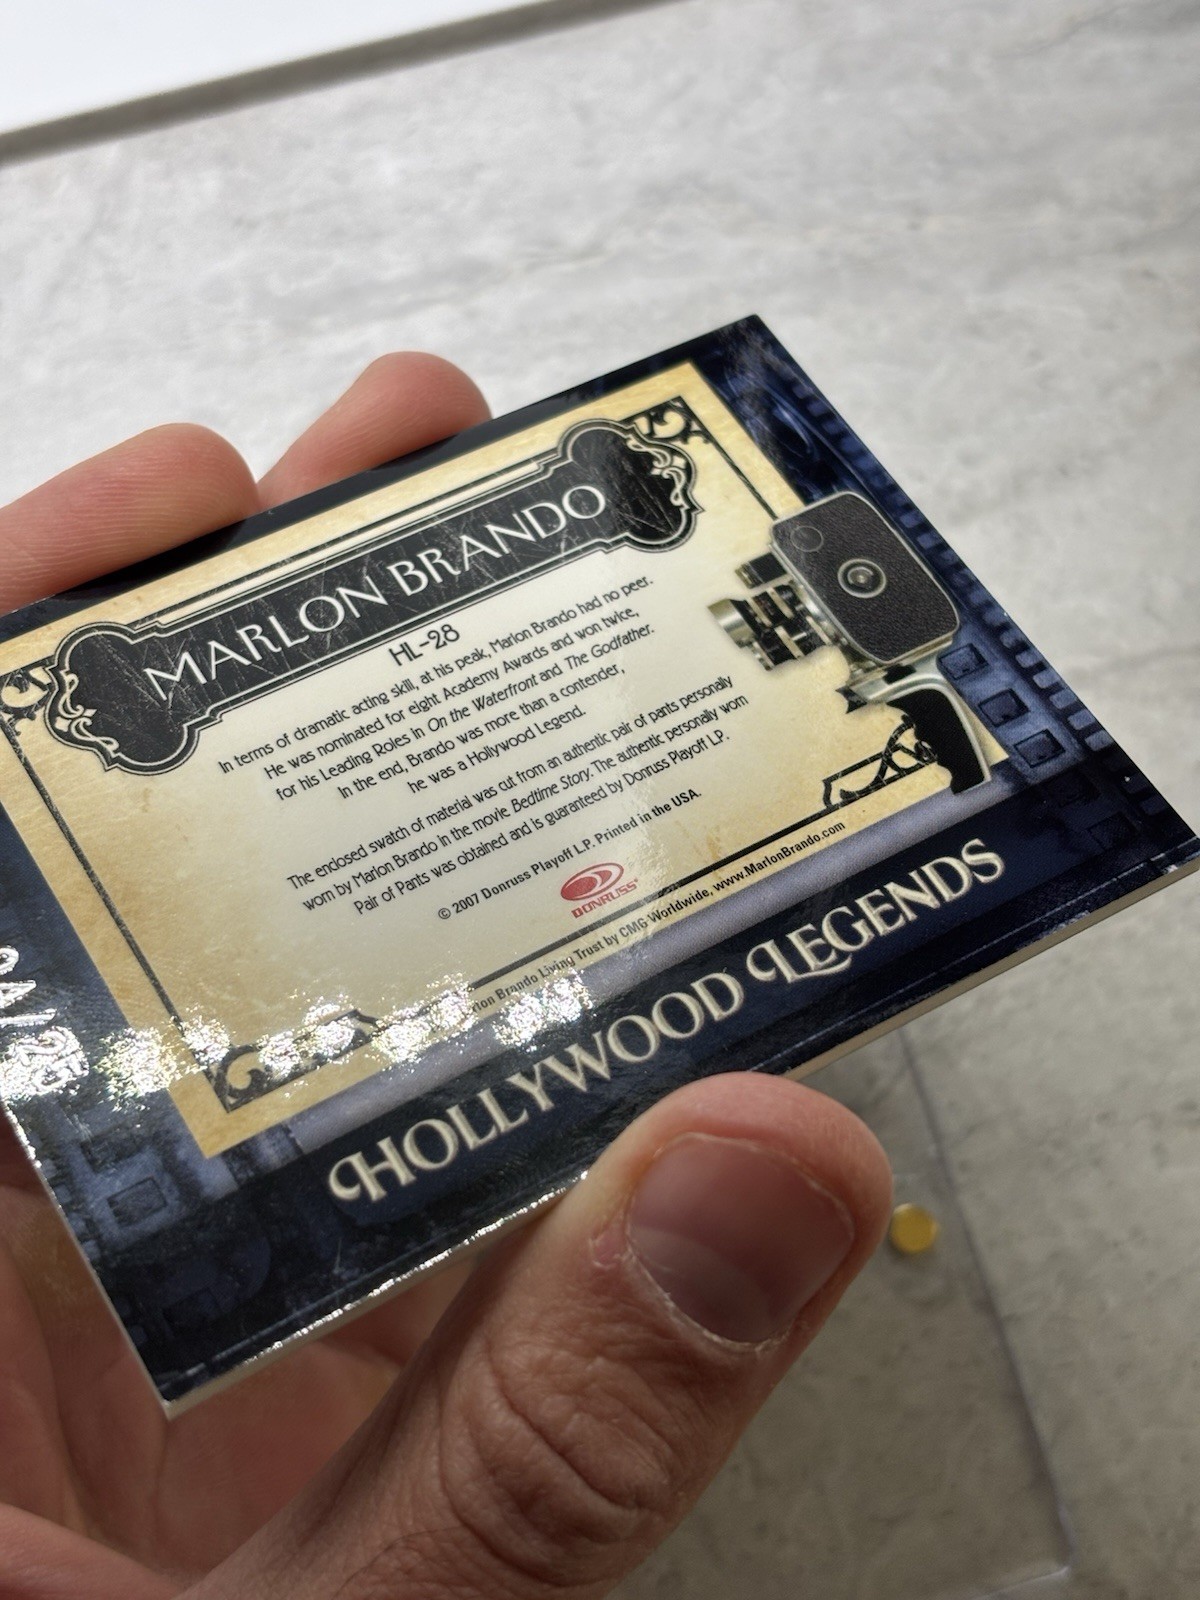 MARLON BRANDO
HL-28
In terms of dramatic acting skill, at his peak, Marlon Brando had no peer.
He was nominated for eight Academy Awards and won twice,
for his Leading Roles in On the Waterfront and The Godfather.
In the end, Brando was more than a contender,
he was a Hollywood Legend.
The enclosed swatch of material was cut from an authentic pair of pants personally
worn by Marlon Brando in the movie Bedtime Story. The authentic personally worn
Pair of Pants was obtained and is guaranteed by Donruss Playoff L.P.
© 2007 Donruss Playoff L.P. Printed in the USA.
DONRUSS
Brando Living Trust by CMG Worldwide, www.MarlonBrando.com
HOLLYWOOD LEGENDS
/25